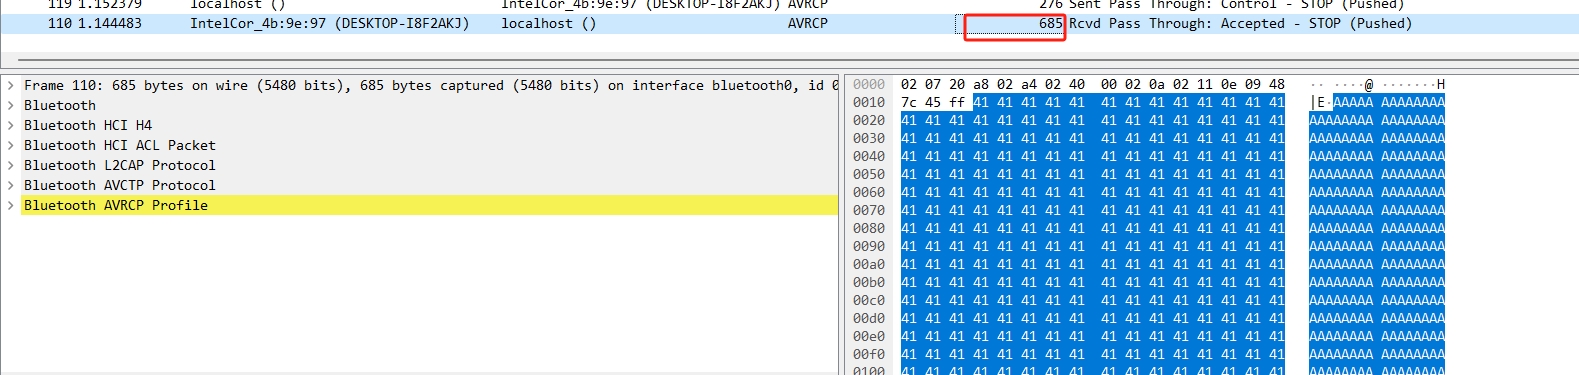 119 1.152379 localhost () IntelCor_4b:9e:97 (DESKTOP-I8F2AKJ) AVRCP 276 Sent Pass Through: Control - STOP (Pushed)
110 1.144483 IntelCor_4b:9e:97 (DESKTOP-I8F2AKJ) localhost () AVRCP 685 Rcvd Pass Through: Accepted - STOP (Pushed)
Frame 110: 685 bytes on wire (5480 bits), 685 bytes captured (5480 bits) on interface bluetooth0, id 0
Bluetooth
Bluetooth HCI H4
Bluetooth HCI ACL Packet
Bluetooth L2CAP Protocol
Bluetooth AVCTP Protocol
Bluetooth AVRCP Profile
0000 02 07 20 a8 02 a4 02 40 00 02 0a 02 11 0e 09 48 ·· ····@ ·······H
0010 7c 45 ff 41 41 41 41 41 41 41 41 41 41 41 41 41 |E·AAAAA AAAAAAAA
0020 41 41 41 41 41 41 41 41 41 41 41 41 41 41 41 41 AAAAAAAA AAAAAAAA
0030 41 41 41 41 41 41 41 41 41 41 41 41 41 41 41 41 AAAAAAAA AAAAAAAA
0040 41 41 41 41 41 41 41 41 41 41 41 41 41 41 41 41 AAAAAAAA AAAAAAAA
0050 41 41 41 41 41 41 41 41 41 41 41 41 41 41 41 41 AAAAAAAA AAAAAAAA
0060 41 41 41 41 41 41 41 41 41 41 41 41 41 41 41 41 AAAAAAAA AAAAAAAA
0070 41 41 41 41 41 41 41 41 41 41 41 41 41 41 41 41 AAAAAAAA AAAAAAAA
0080 41 41 41 41 41 41 41 41 41 41 41 41 41 41 41 41 AAAAAAAA AAAAAAAA
0090 41 41 41 41 41 41 41 41 41 41 41 41 41 41 41 41 AAAAAAAA AAAAAAAA
00a0 41 41 41 41 41 41 41 41 41 41 41 41 41 41 41 41 AAAAAAAA AAAAAAAA
00b0 41 41 41 41 41 41 41 41 41 41 41 41 41 41 41 41 AAAAAAAA AAAAAAAA
00c0 41 41 41 41 41 41 41 41 41 41 41 41 41 41 41 41 AAAAAAAA AAAAAAAA
00d0 41 41 41 41 41 41 41 41 41 41 41 41 41 41 41 41 AAAAAAAA AAAAAAAA
00e0 41 41 41 41 41 41 41 41 41 41 41 41 41 41 41 41 AAAAAAAA AAAAAAAA
00f0 41 41 41 41 41 41 41 41 41 41 41 41 41 41 41 41 AAAAAAAA AAAAAAAA
0100 41 41 41 41 41 41 41 41 41 41 41 41 41 41 41 41 AAAAAAAA AAAAAAAA